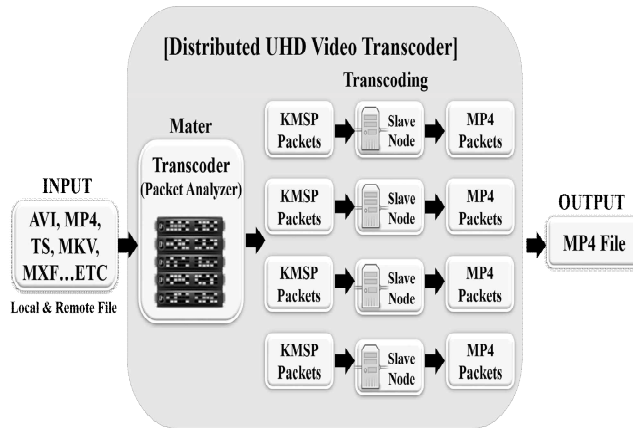 [Distributed UHD Video Transcoder]
Transcoding
Mater
Transcoder
(Packet Analyzer)
INPUT
AVI, MP4,
TS, MKV,
MXF...ETC
Local & Remote File
KMSP
Packets
Slave
Node
MP4
Packets
KMSP
Packets
Slave
Node
MP4
Packets
KMSP
Packets
Slave
Node
MP4
Packets
KMSP
Packets
Slave
Node
MP4
Packets
OUTPUT
MP4 File